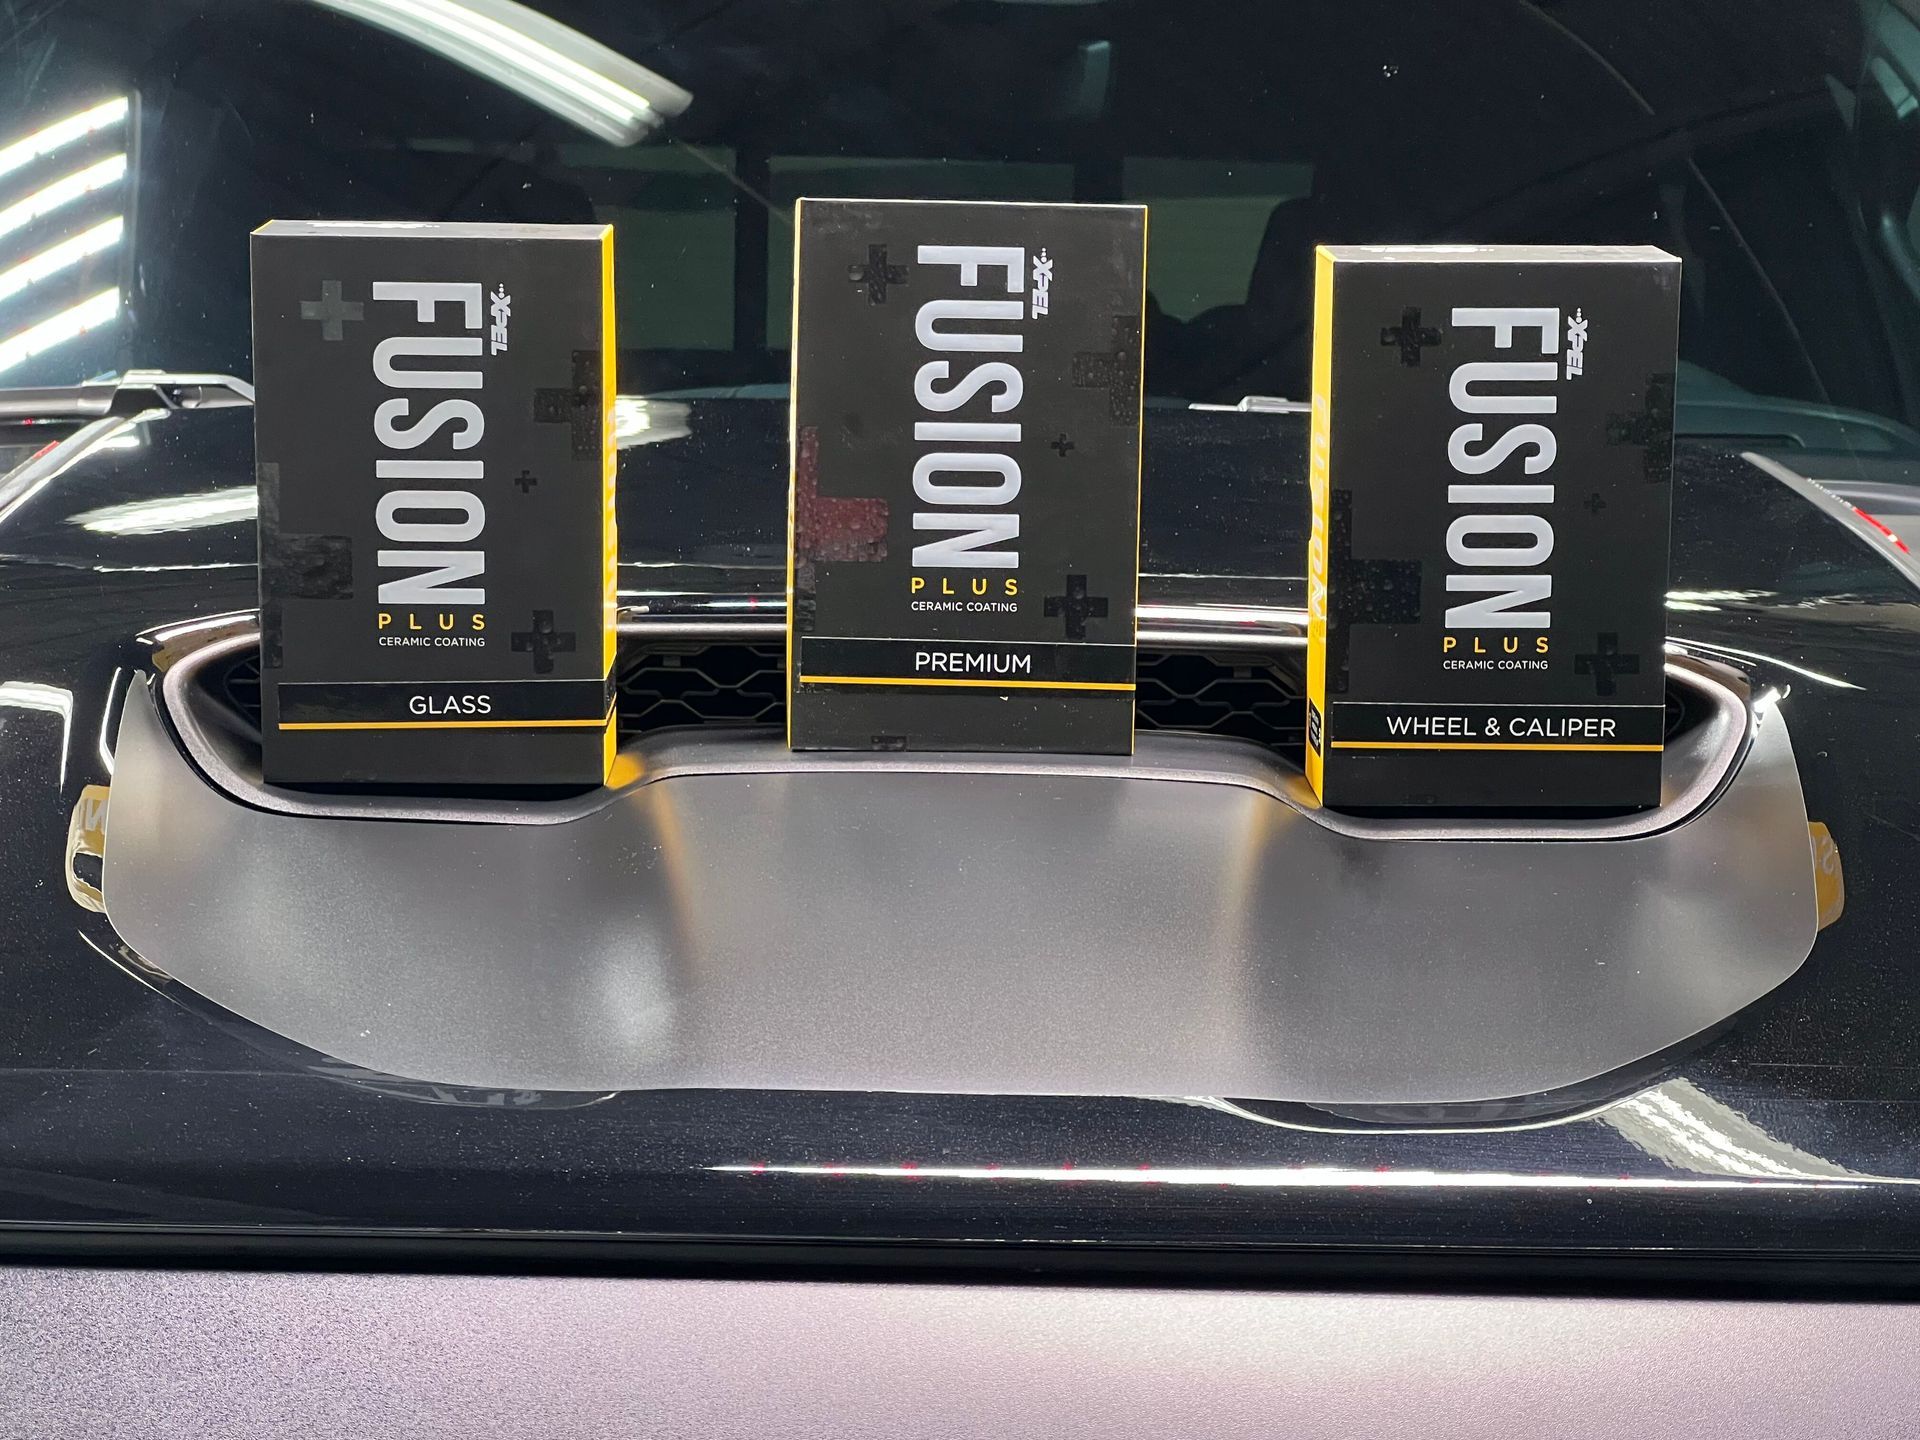 XPEL
FUSION
PLUS
CERAMIC COATING
GLASS
XPEL
FUSION
PLUS
CERAMIC COATING
PREMIUM
XPEL
FUSION
PLUS
CERAMIC COATING
WHEEL & CALIPER
FUSION